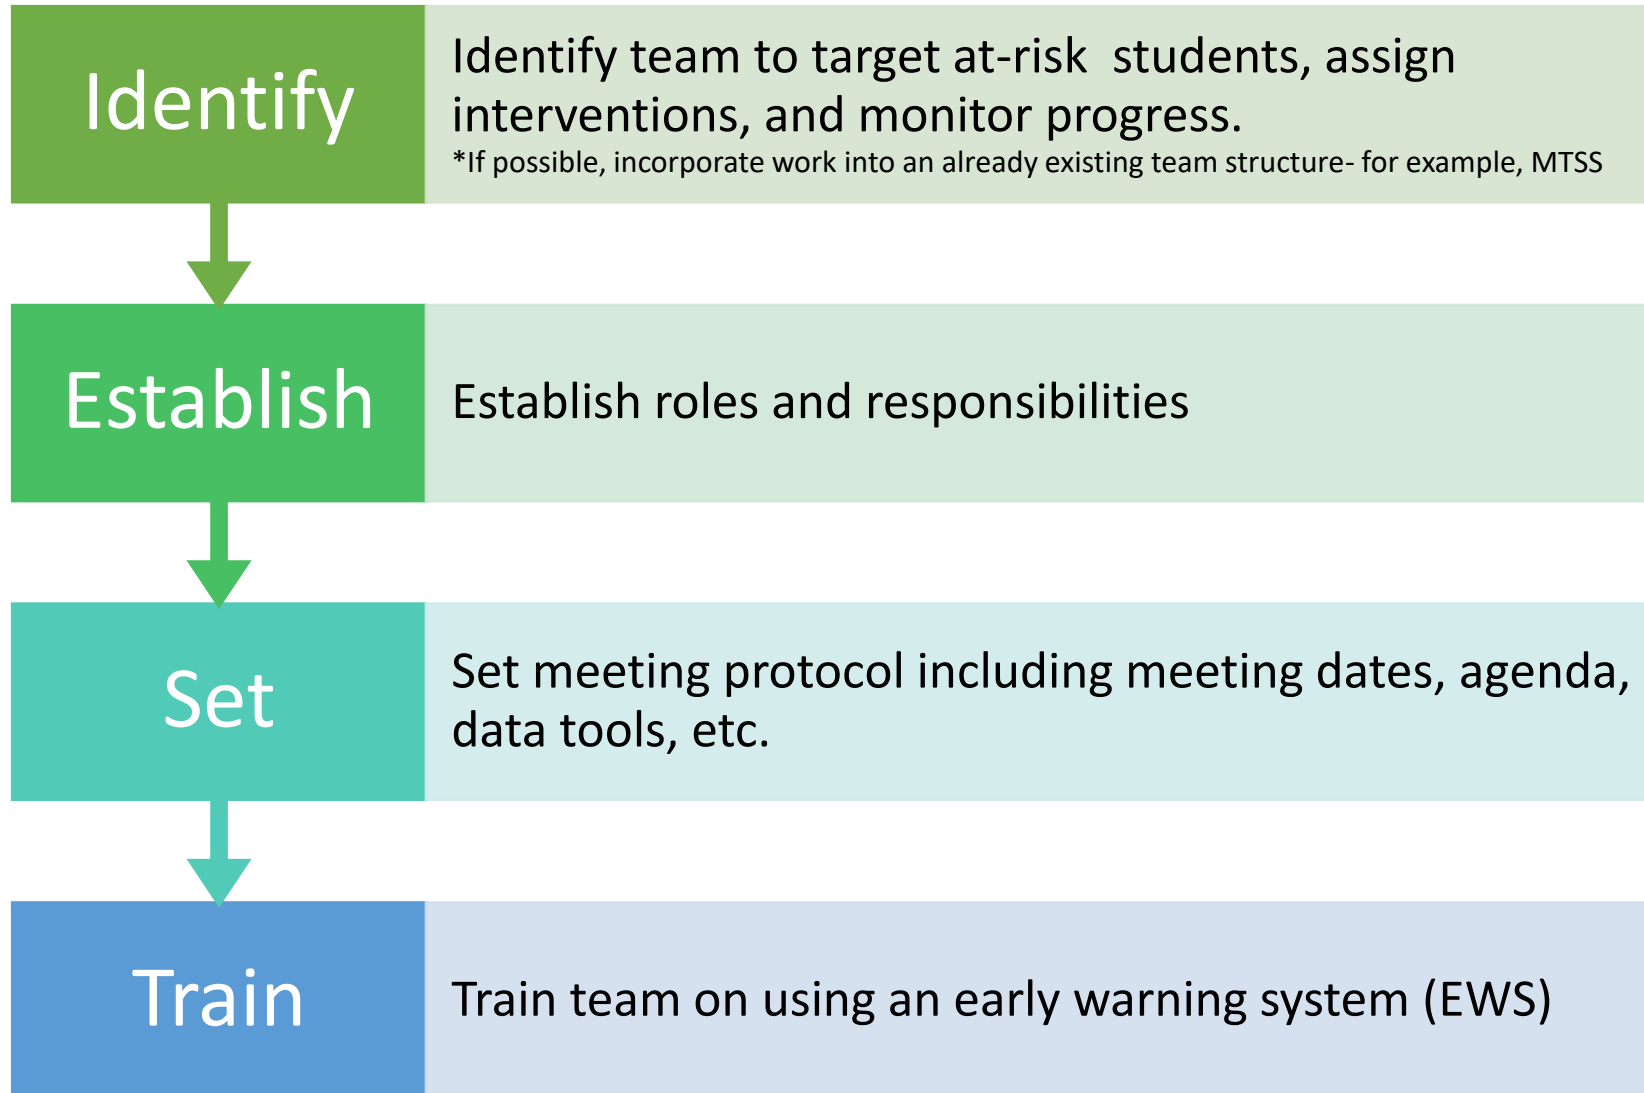 Identify
Identify team to target at-risk  students, assign
interventions, and monitor progress.
*If possible, incorporate work into an already existing team structure- for example, MTSS
Establish
Establish roles and responsibilities
Set
Set meeting protocol including meeting dates, agenda,
data tools, etc.
Train
Train team on using an early warning system (EWS)